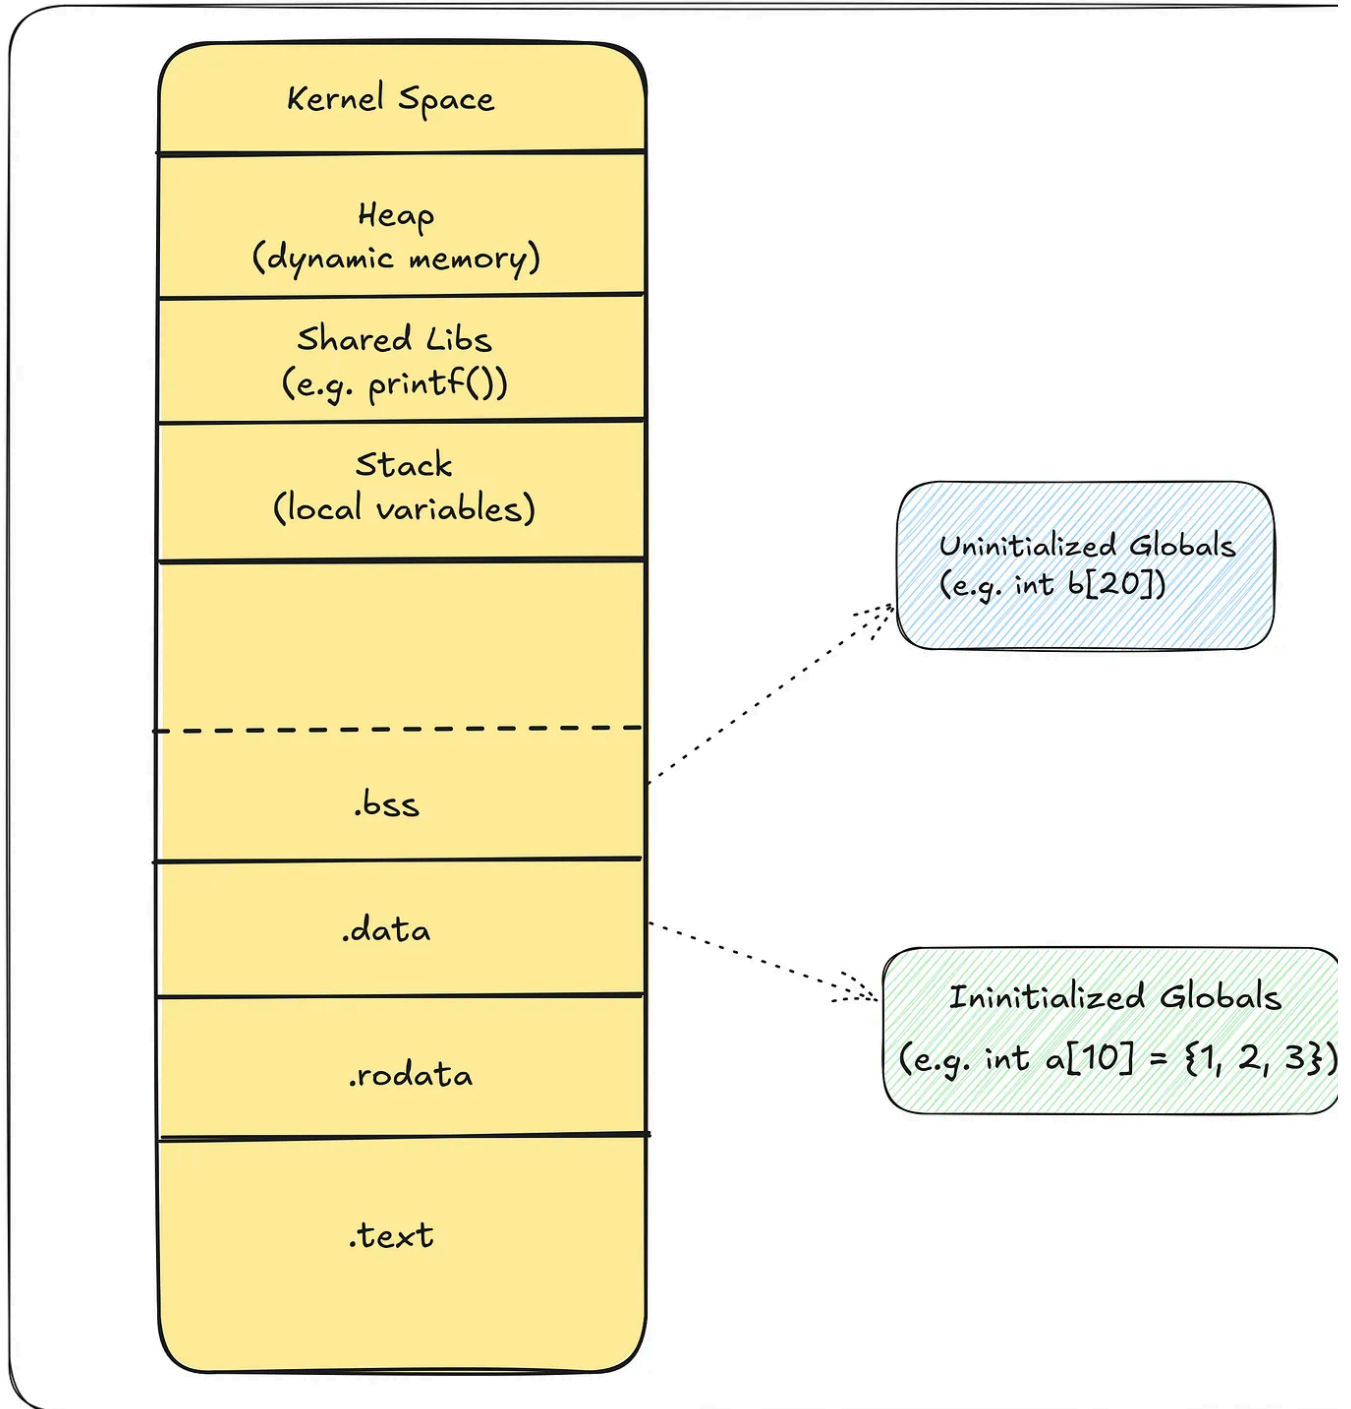 Kernel Space
Heap
(dynamic memory)
Shared Libs
(e.g. printf())
Stack
(local variables)
Uninitialized Globals
(e.g. int b[20])
.bss
.data
Ininitialized Globals
(e.g. int a[10] = {1, 2, 3})
.rodata
.text